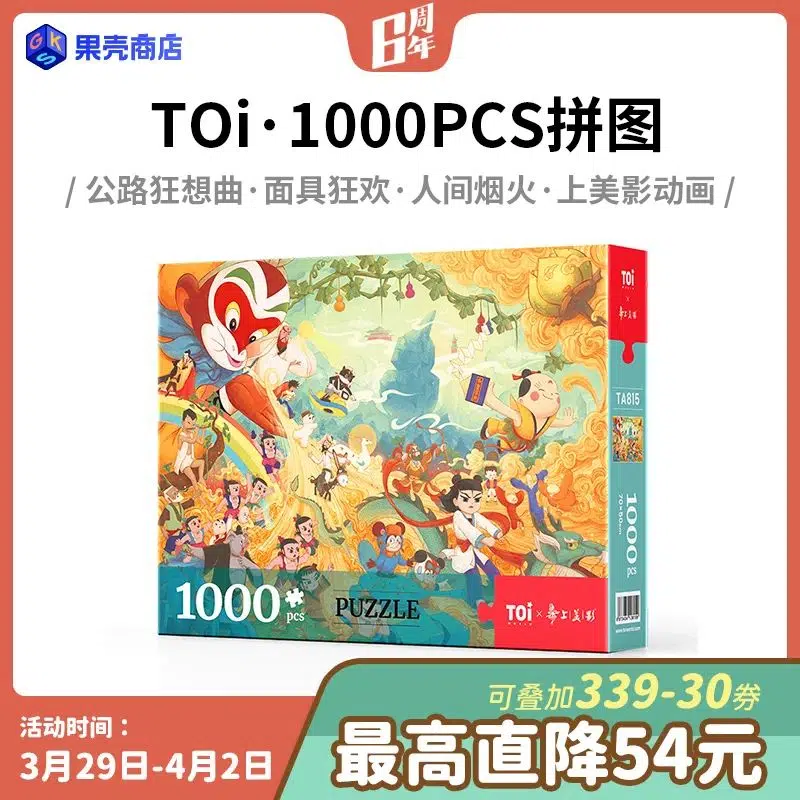 GKS 果壳商店
6周年
TOi·1000PCS拼图
/ 公路狂想曲·面具狂欢·人间烟火·上美影动画 /
TOi
×
TA815
1000 pcs
70×50cm
1000 pcs
PUZZLE
TOi ×
可叠加339-30券
活动时间：
3月29日-4月2日
最高直降54元